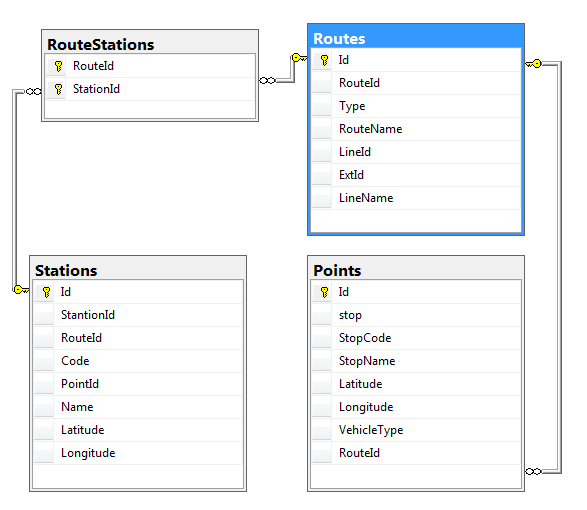 RouteStations
RouteId
StationId
Routes
Id
RouteId
Type
RouteName
LineId
ExtId
LineName
Stations
Id
StantionId
RouteId
Code
PointId
Name
Latitude
Longitude
Points
Id
stop
StopCode
StopName
Latitude
Longitude
VehicleType
RouteId